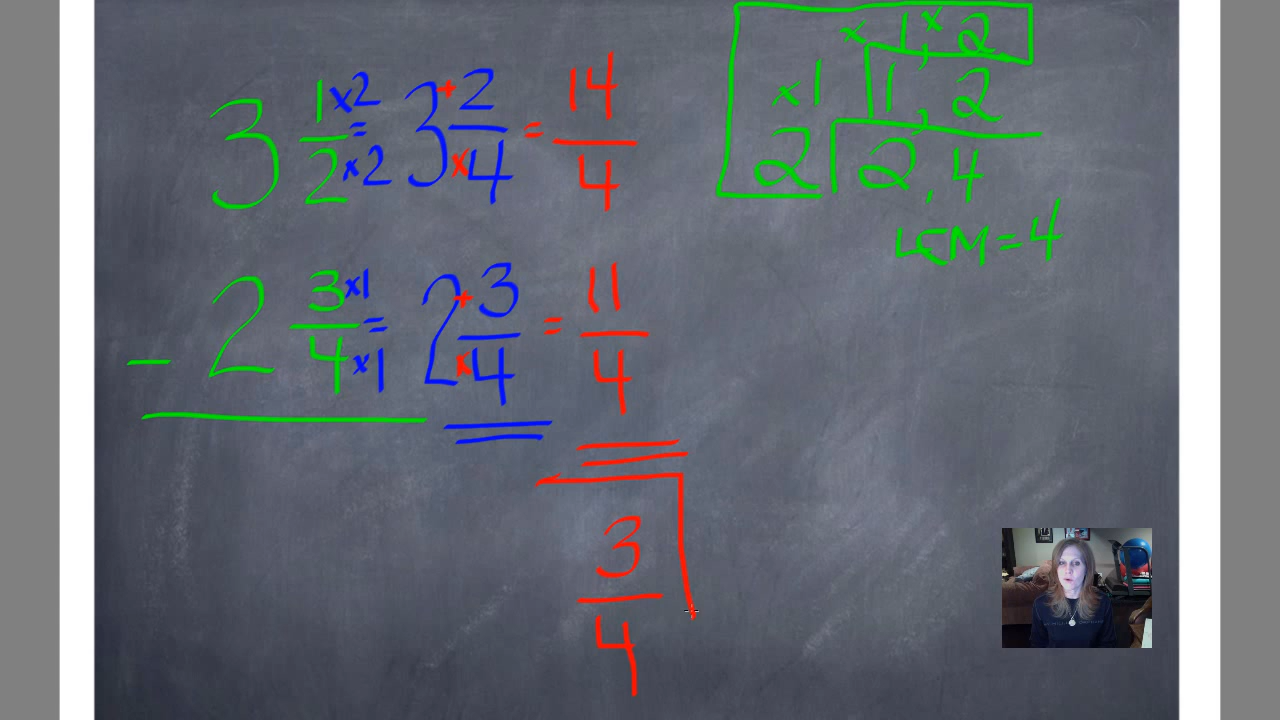 3 1/2 ×2 = ×2 3 + 2 × 4 = 14/4
- 2 3/4 ×1 = ×1 2 + 3 × 4 = 11/4
3/4
× 1, × 2
×1 1, 2
2 2, 4
LCM = 4